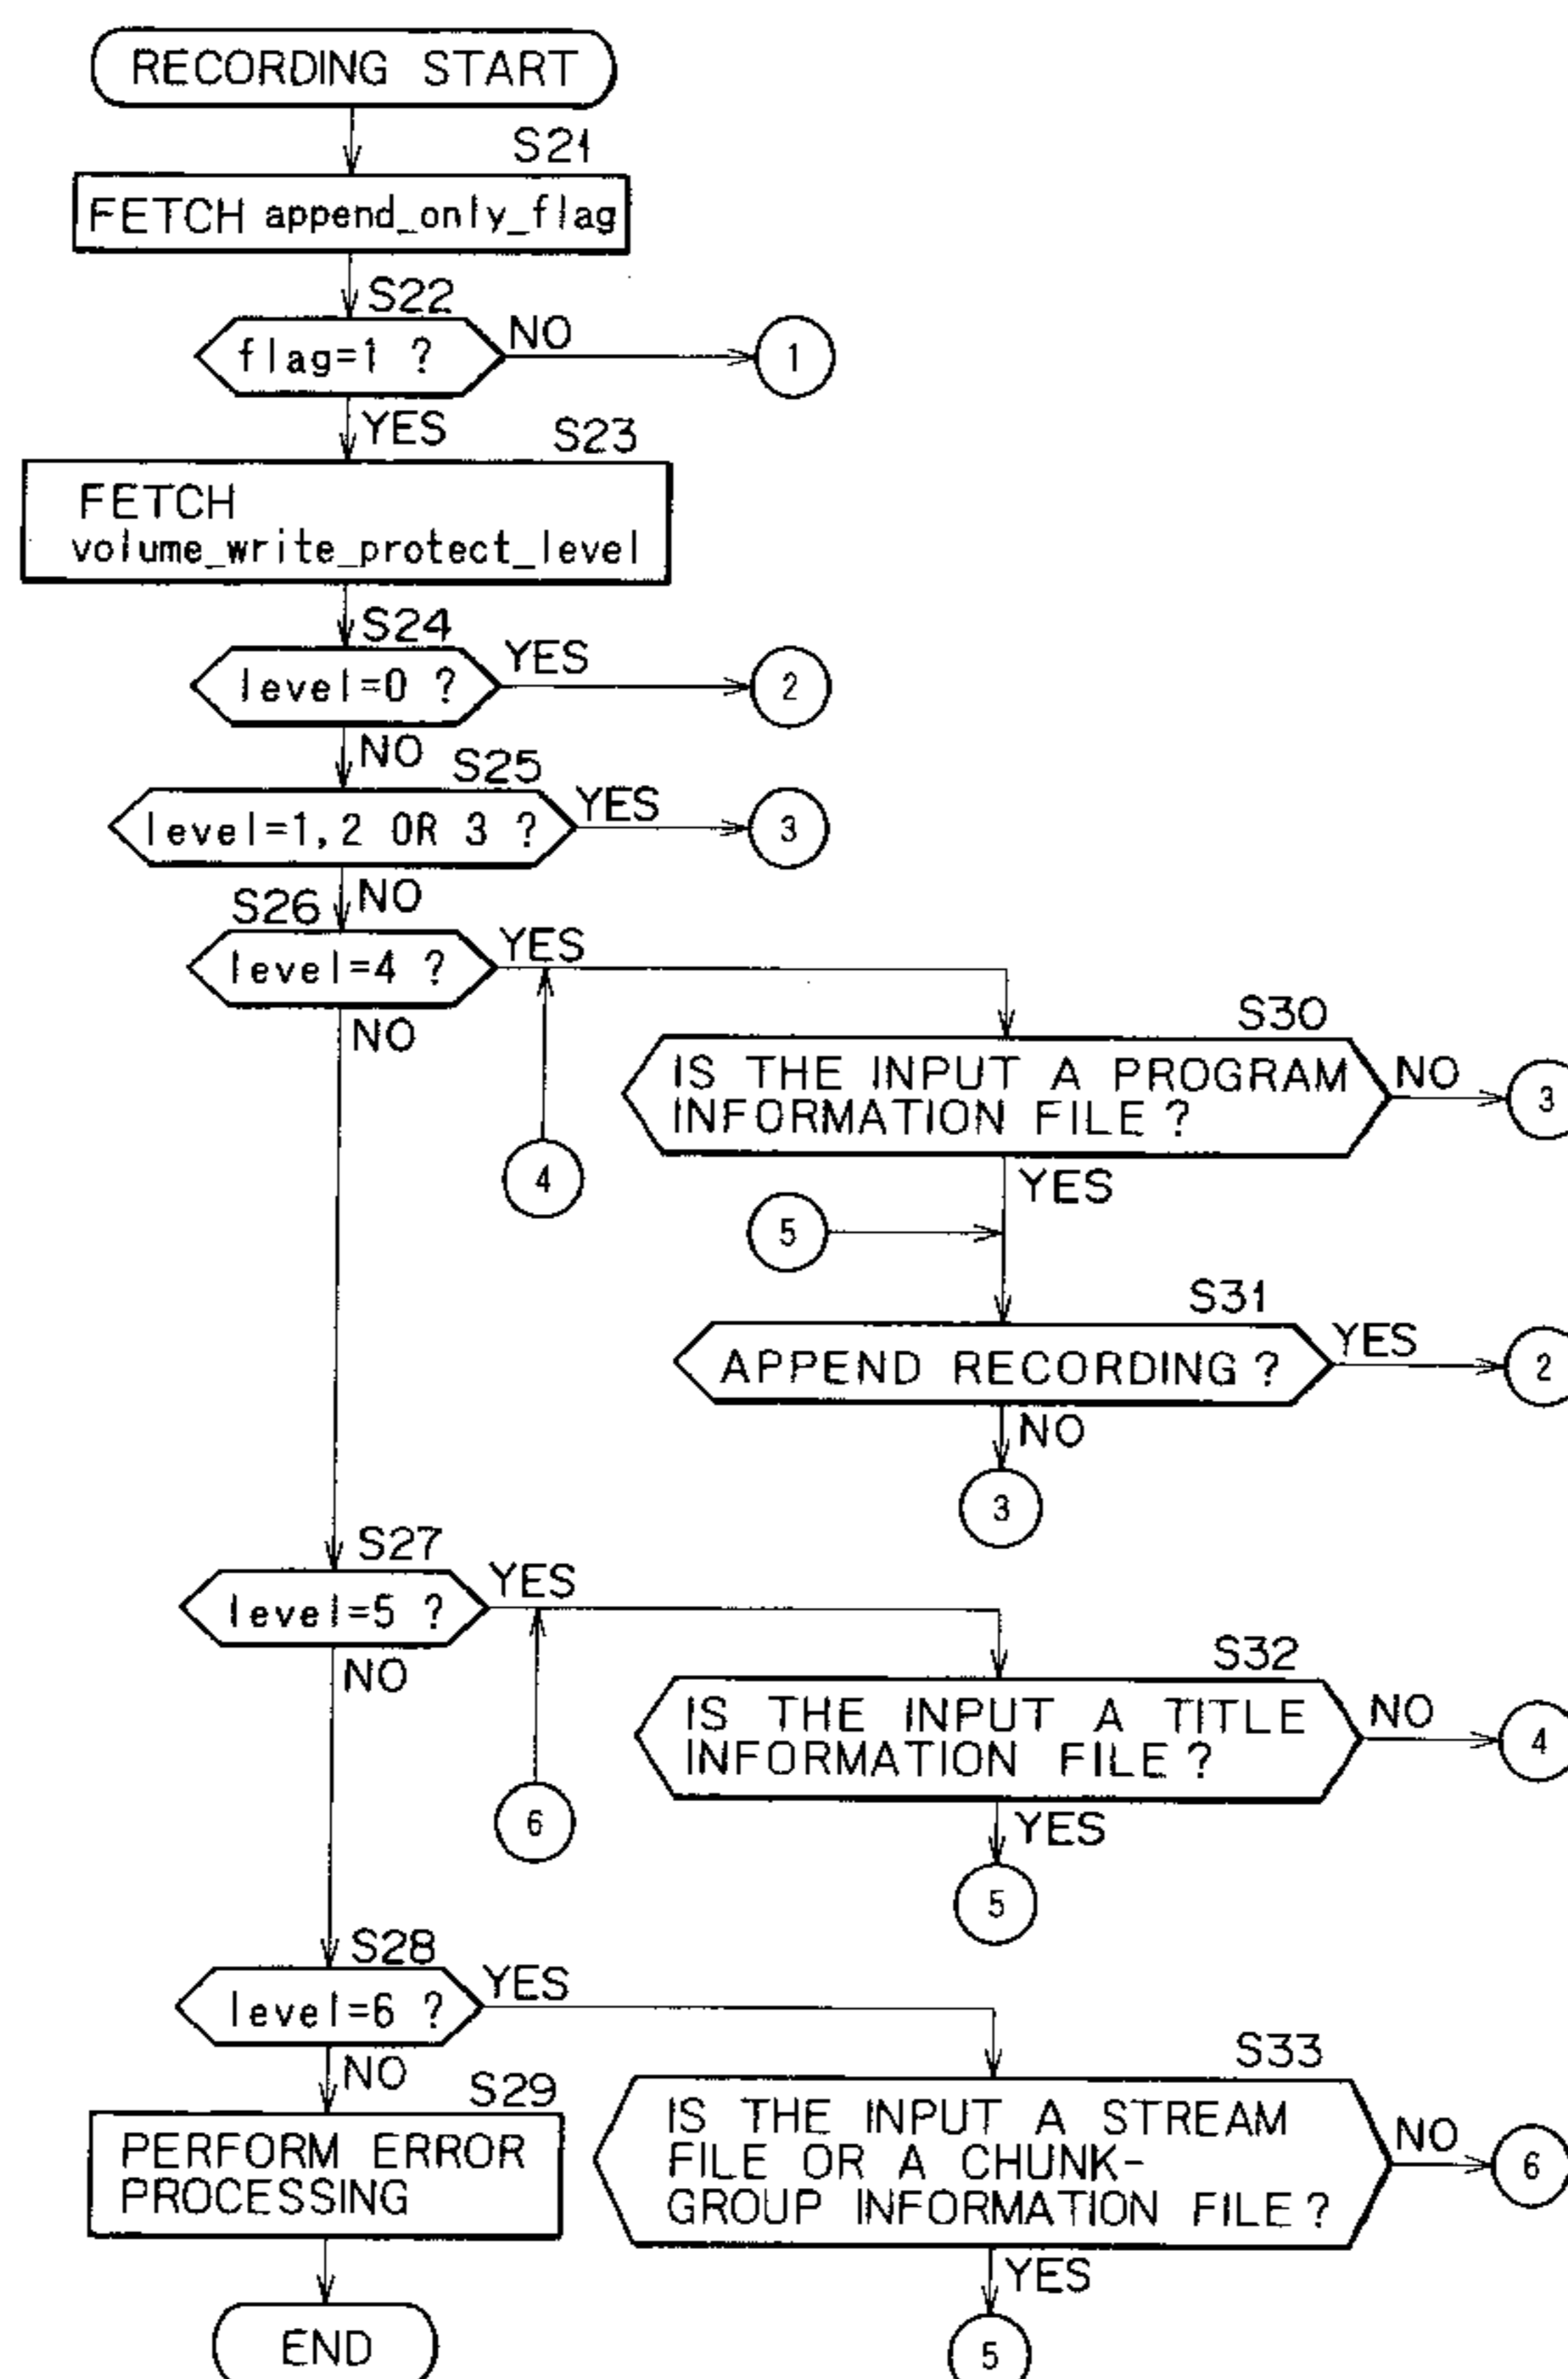 RECORDING START
S21
FETCH append_only_flag
S22
flag=1 ?
NO
1
YES
S23
FETCH
volume_write_protect_level
S24
level=0 ?
YES
2
NO
S25
level=1,2 OR 3 ?
YES
3
NO
S26
level=4 ?
YES
NO
S30
IS THE INPUT A PROGRAM
INFORMATION FILE ?
NO
3
4
YES
5
S31
APPEND RECORDING ?
YES
2
NO
3
S27
level=5 ?
YES
NO
S32
IS THE INPUT A TITLE
INFORMATION FILE ?
NO
4
6
YES
5
S28
level=6 ?
YES
NO
S33
IS THE INPUT A STREAM
FILE OR A CHUNK-
GROUP INFORMATION FILE ?
NO
6
S29
PERFORM ERROR
PROCESSING
YES
5
END